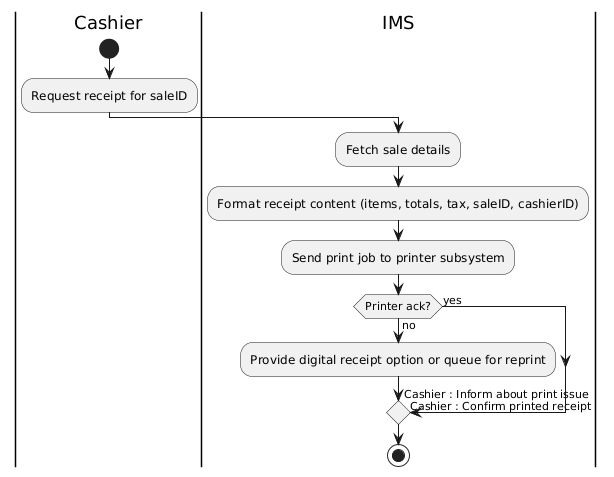 Cashier
IMS
Request receipt for saleID
Fetch sale details
Format receipt content (items, totals, tax, saleID, cashierID)
Send print job to printer subsystem
Printer ack?
yes
no
Provide digital receipt option or queue for reprint
Cashier : Inform about print issue
Cashier : Confirm printed receipt